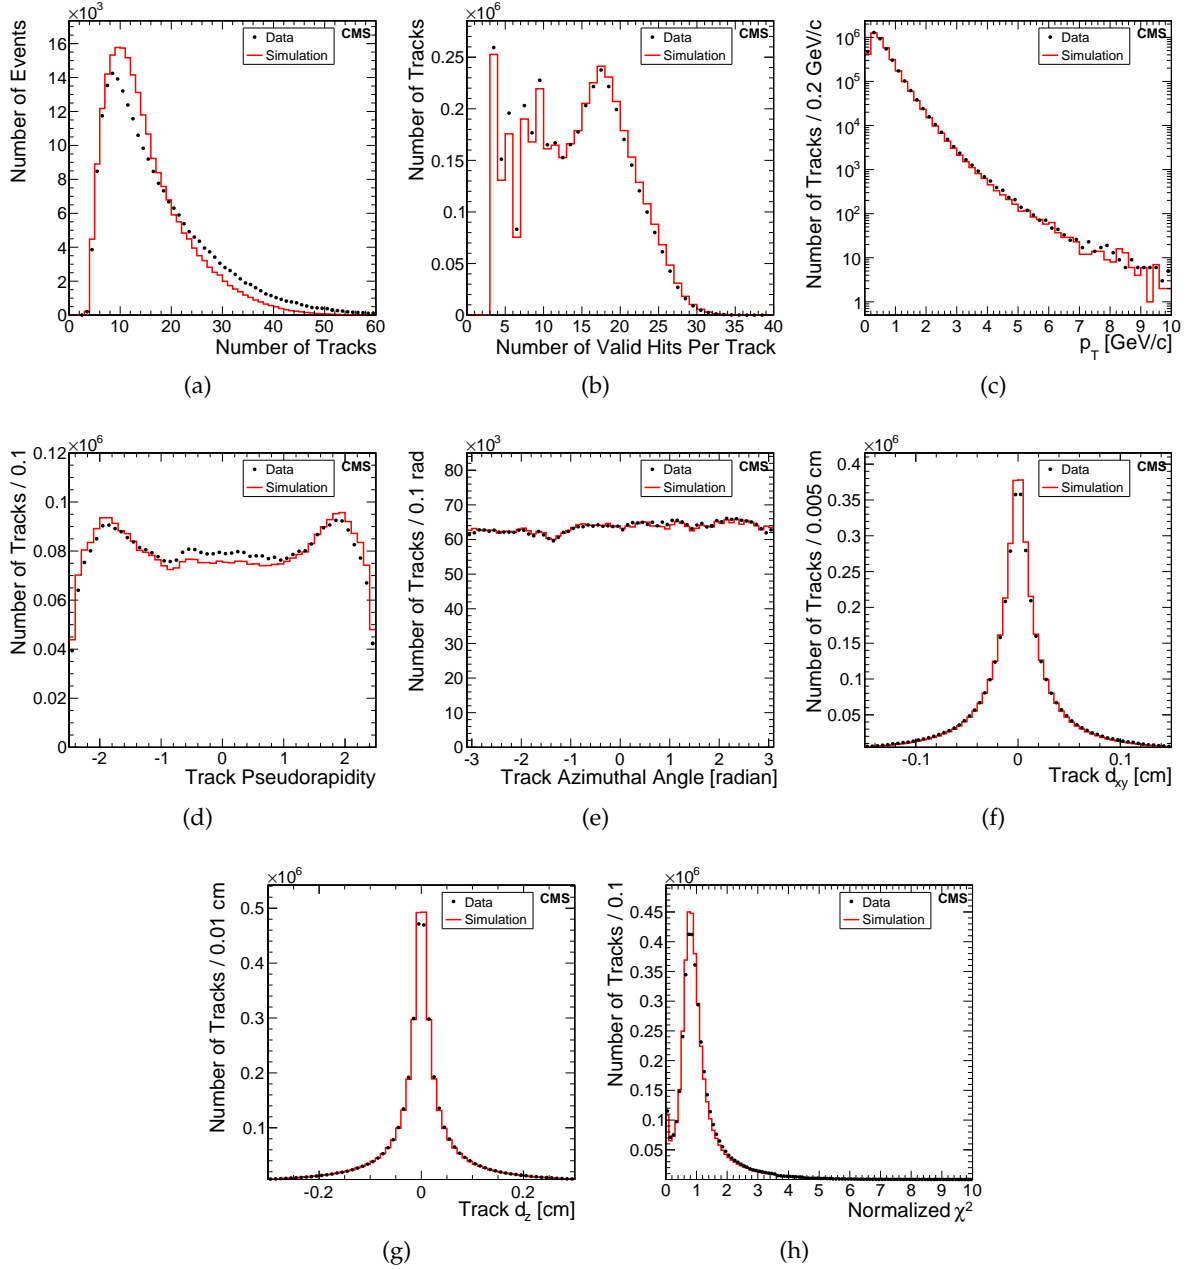 ×10³
Number of Events
16
14
12
10
8
6
4
2
0
0 10 20 30 40 50 60
Number of Tracks
Data
Simulation
CMS
(a)
×10⁶
Number of Tracks
0.25
0.2
0.15
0.1
0.05
0
0 5 10 15 20 25 30 35 40
Number of Valid Hits Per Track
Data
Simulation
CMS
(b)
Number of Tracks / 0.2 GeV/c
10⁶
10⁵
10⁴
10³
10²
10
1
0 1 2 3 4 5 6 7 8 9 10
p_T [GeV/c]
Data
Simulation
CMS
(c)
×10⁶
Number of Tracks / 0.1
0.12
0.1
0.08
0.06
0.04
0.02
0
-2 -1 0 1 2
Track Pseudorapidity
Data
Simulation
CMS
(d)
×10³
Number of Tracks / 0.1 rad
80
70
60
50
40
30
20
10
0
-3 -2 -1 0 1 2 3
Track Azimuthal Angle [radian]
Data
Simulation
CMS
(e)
×10⁶
Number of Tracks / 0.005 cm
0.4
0.35
0.3
0.25
0.2
0.15
0.1
0.05
-0.1 0 0.1
Track d_xy [cm]
Data
Simulation
CMS
(f)
×10⁶
Number of Tracks / 0.01 cm
0.5
0.4
0.3
0.2
0.1
-0.2 0 0.2
Track d_z [cm]
Data
Simulation
CMS
(g)
×10⁶
Number of Tracks / 0.1
0.45
0.4
0.35
0.3
0.25
0.2
0.15
0.1
0.05
0 1 2 3 4 5 6 7 8 9 10
Normalized χ²
Data
Simulation
CMS
(h)